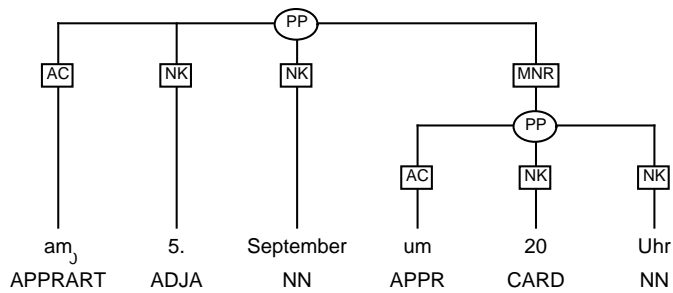 PP
AC NK NK MNR
PP
AC NK NK
am 5. September um 20 Uhr
APPRART ADJA NN APPR CARD NN